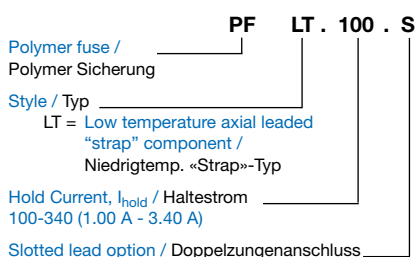 PF LT . 100 . S
Polymer fuse /
Polymer Sicherung
Style / Typ
LT = Low temperature axial leaded
“strap” component /
Niedrigtemp. «Strap»-Typ
Hold Current, Ihold / Haltestrom
100-340 (1.00 A - 3.40 A)
Slotted lead option / Doppelzungenanschluss